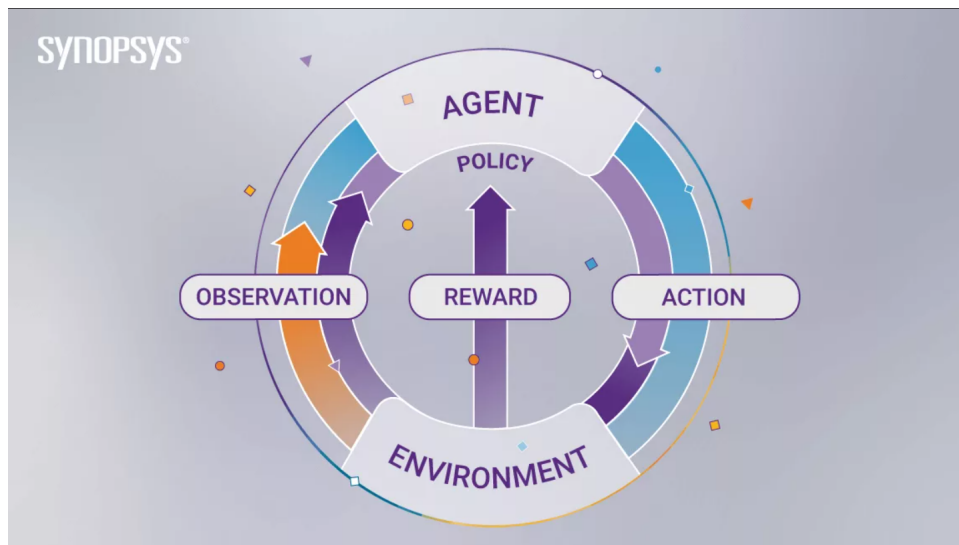 SYNOPSYS®
AGENT
POLICY
OBSERVATION
REWARD
ACTION
ENVIRONMENT